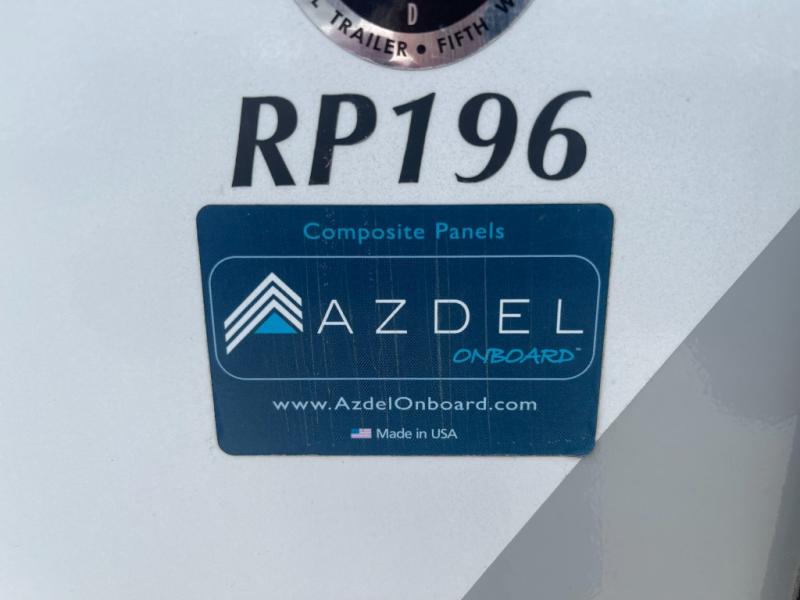 D
TRAILER • FIFTH
RP196
Composite Panels
AZDEL
ONBOARD™
www.AzdelOnboard.com
Made in USA